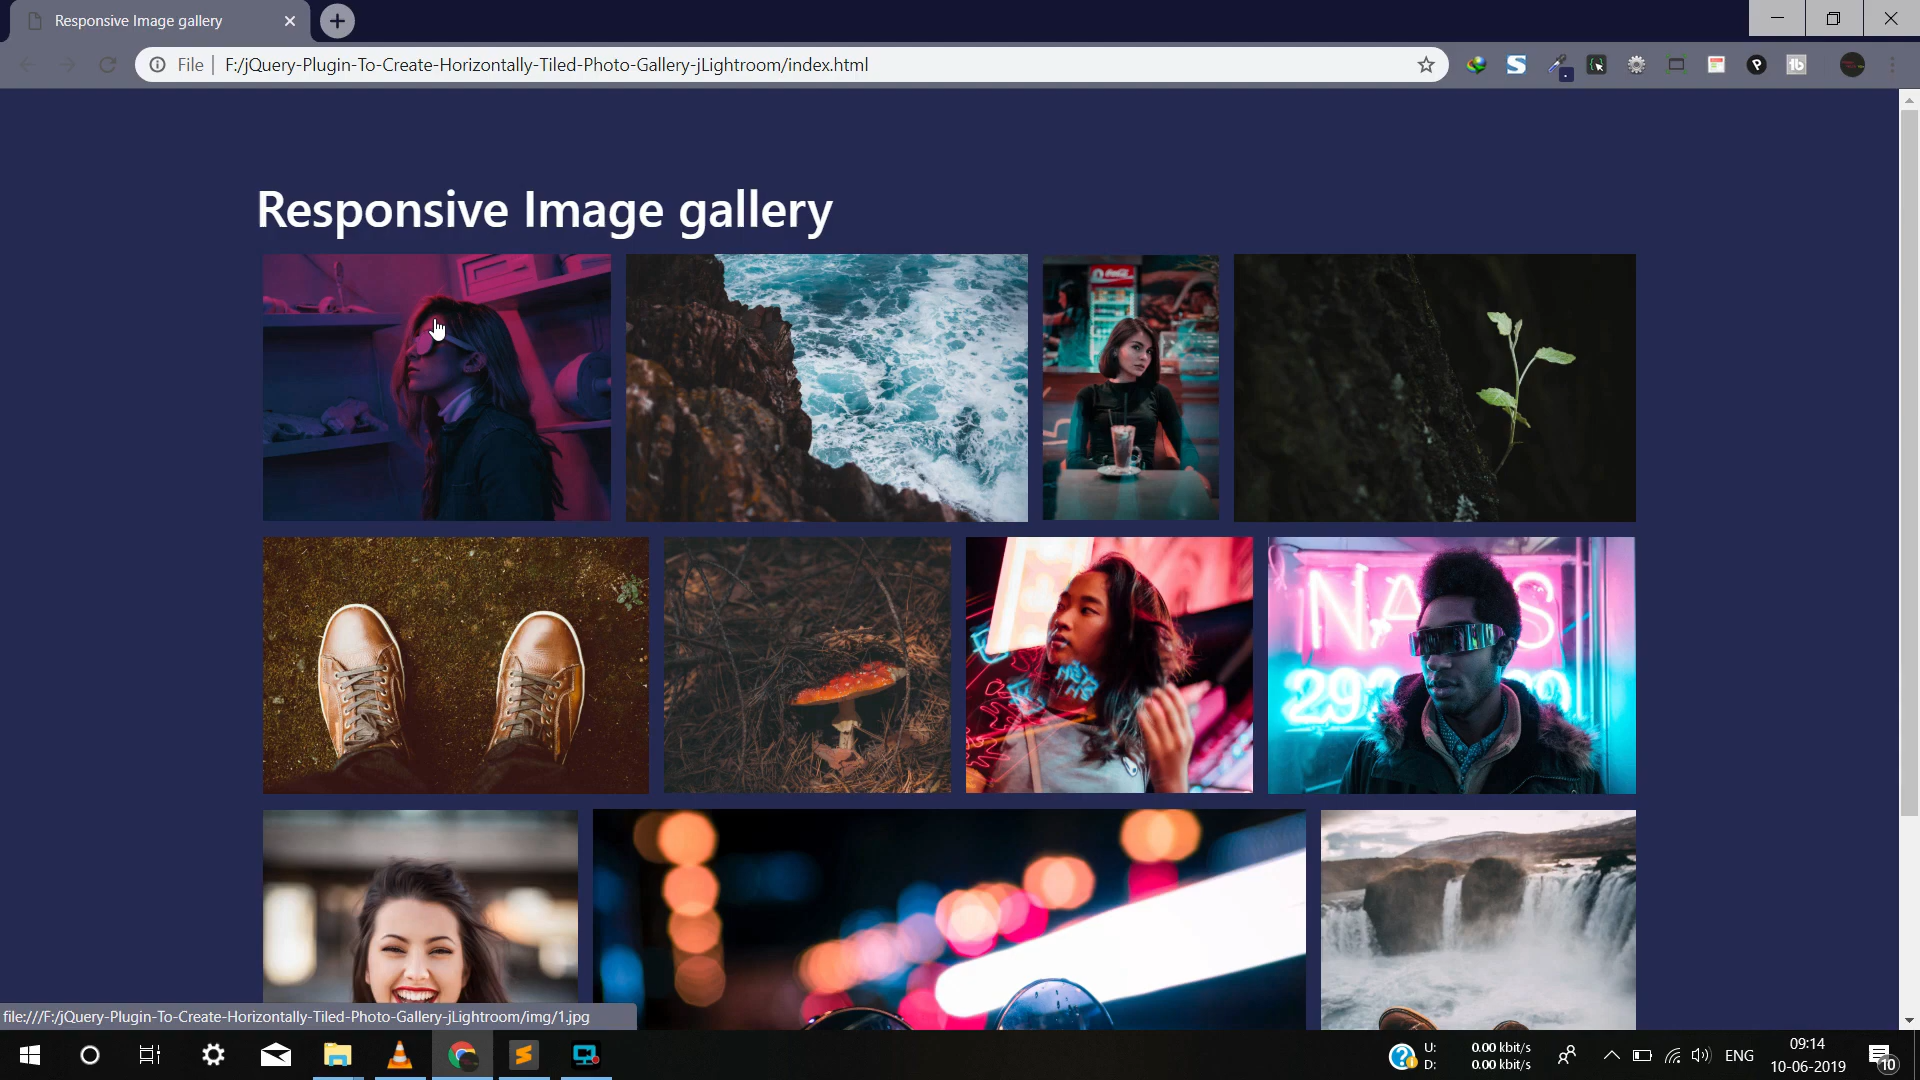 Responsive Image gallery
File
F:/jQuery-Plugin-To-Create-Horizontally-Tiled-Photo-Gallery-jLightroom/index.html
Responsive Image gallery
file:///F:/jQuery-Plugin-To-Create-Horizontally-Tiled-Photo-Gallery-jLightroom/img/1.jpg
U: 0.00 kbit/s
D: 0.00 kbit/s
ENG
09:14
10-06-2019
10